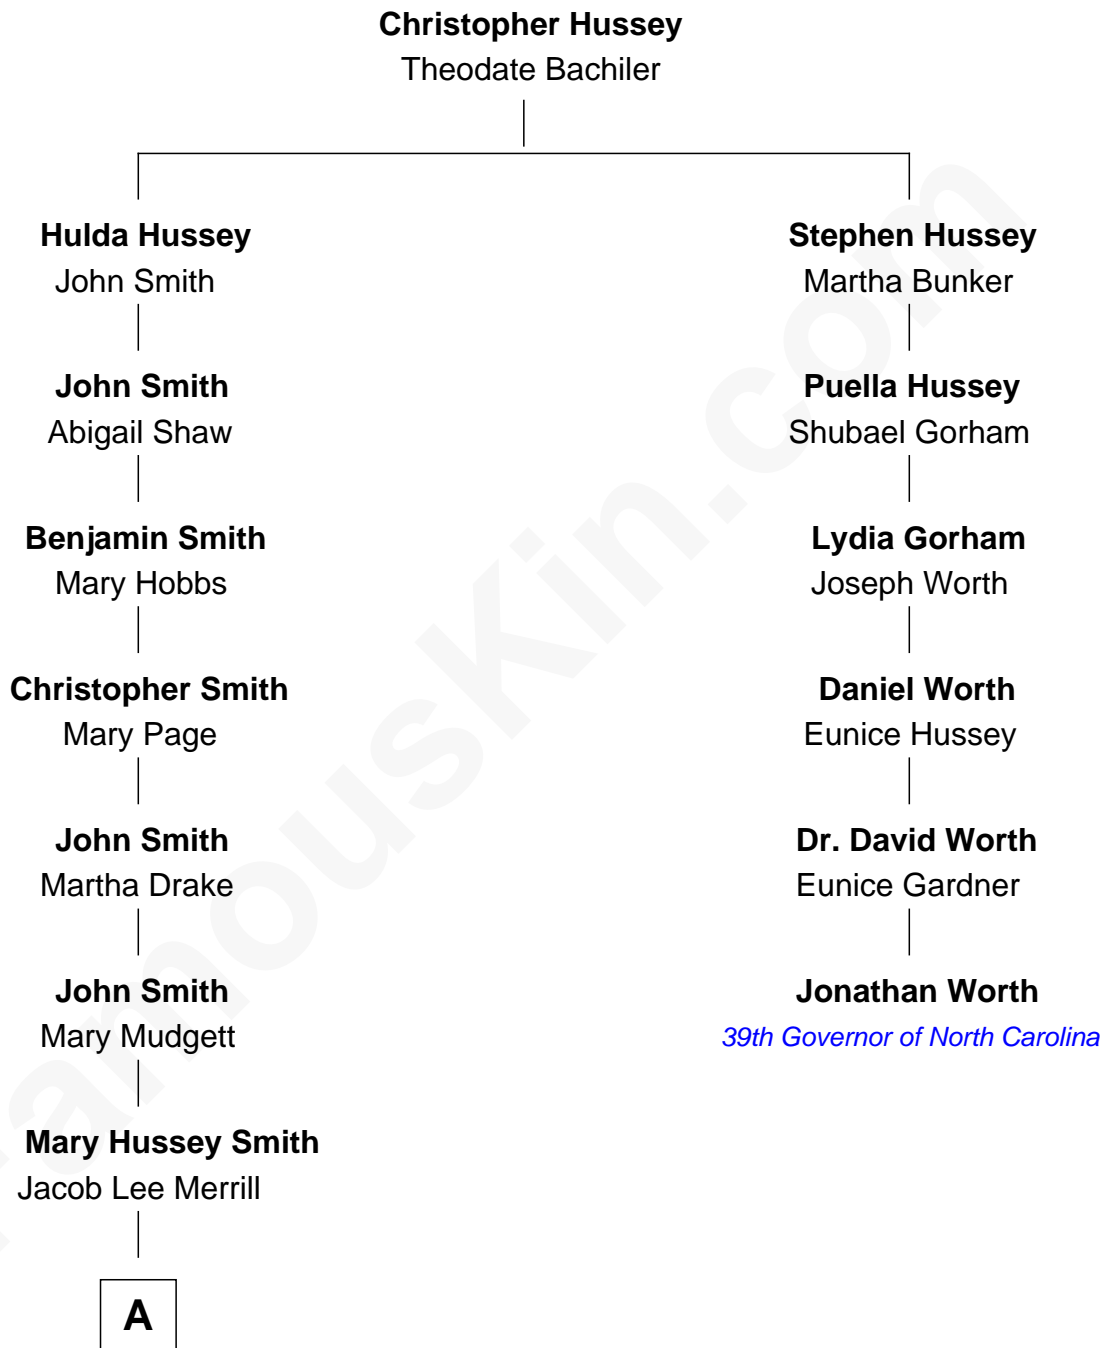 Christopher Hussey
Theodate Bachiler
Hulda Hussey
John Smith
Stephen Hussey
Martha Bunker
John Smith
Abigail Shaw
Puella Hussey
Shubael Gorham
Benjamin Smith
Mary Hobbs
Lydia Gorham
Joseph Worth
Christopher Smith
Mary Page
Daniel Worth
Eunice Hussey
John Smith
Martha Drake
Dr. David Worth
Eunice Gardner
John Smith
Mary Mudgett
Jonathan Worth
39th Governor of North Carolina
Mary Hussey Smith
Jacob Lee Merrill
A
FamousKin.com